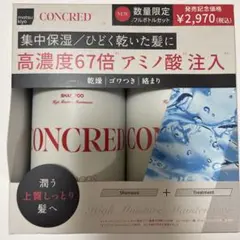 matsu
kiyo
CONCRED
NEW
数量限定
フルボトルセット
発売記念価格
¥2,970(税込)
集中保湿／ひどく乾いた髪に
高濃度67倍 アミノ酸 注入
乾燥｜ゴワつき｜絡まり
CONCRED
CONCRE
潤う
上質しっとり
髪へ
Shampoo
+
Treatment